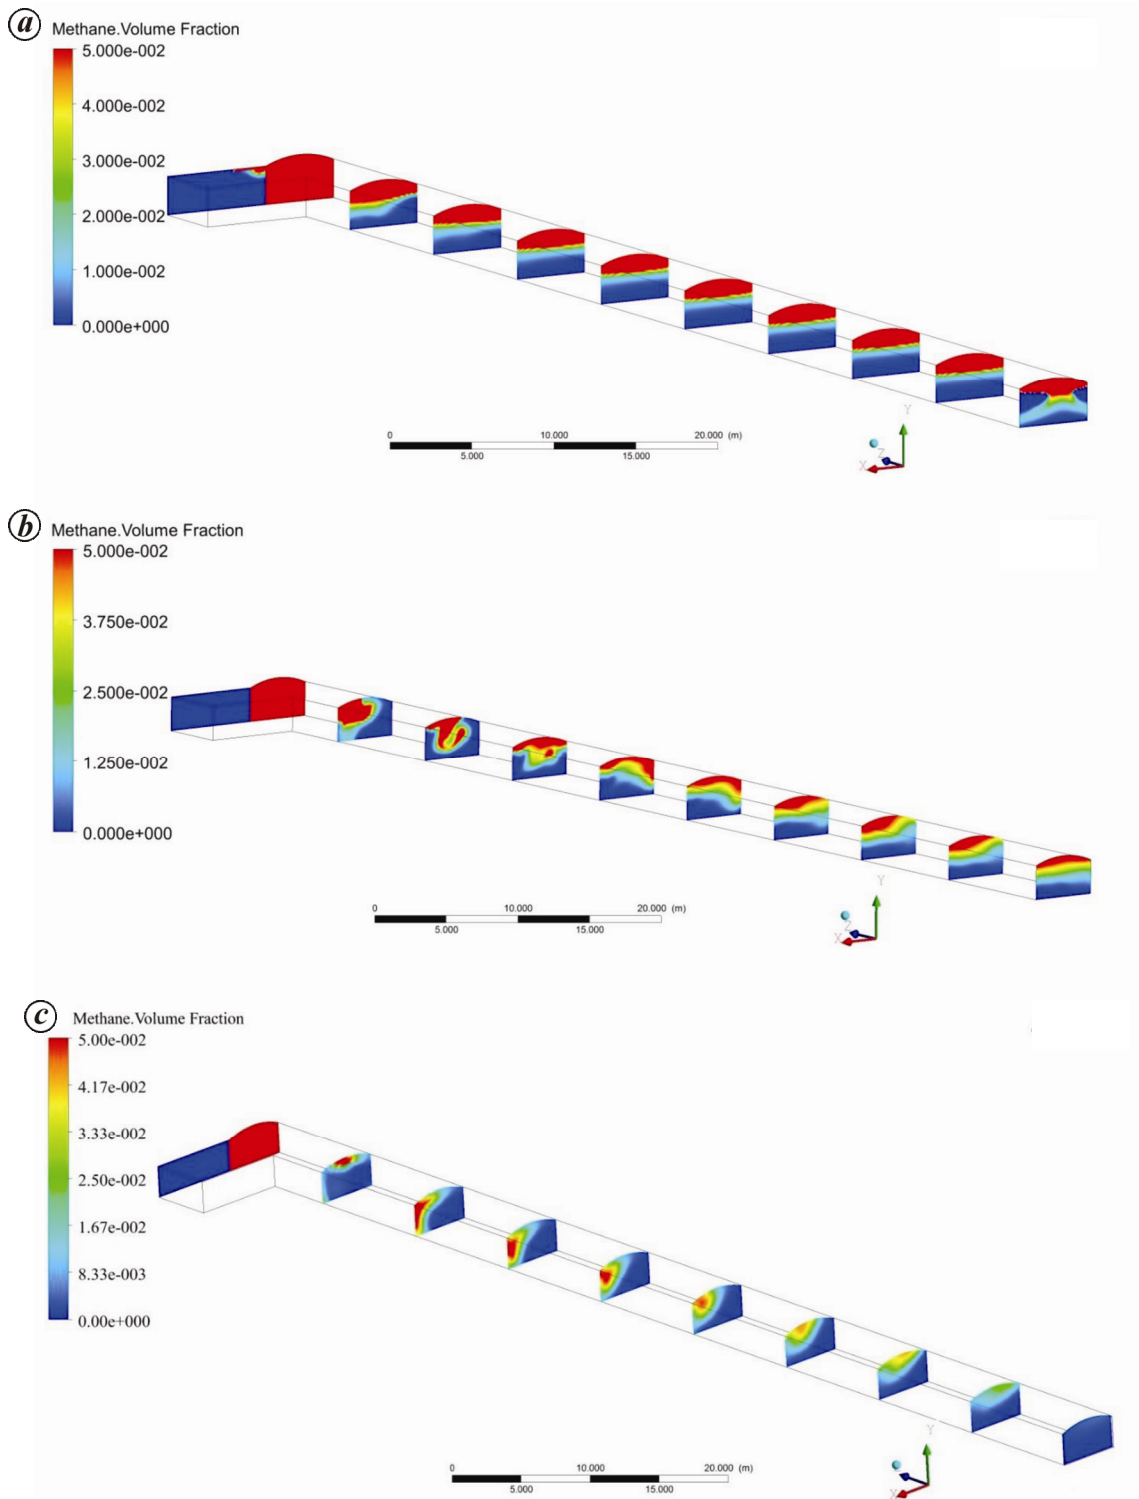 a
Methane.Volume Fraction
5.000e-002
4.000e-002
3.000e-002
2.000e-002
1.000e-002
0.000e+000
0 10.000 20.000 (m)
5.000 15.000
Y
Z
X
b
Methane.Volume Fraction
5.000e-002
3.750e-002
2.500e-002
1.250e-002
0.000e+000
0 10.000 20.000 (m)
5.000 15.000
Y
Z
X
c
Methane.Volume Fraction
5.00e-002
4.17e-002
3.33e-002
2.50e-002
1.67e-002
8.33e-003
0.00e+000
0 10.000 20.000 (m)
5.000 15.000
Y
X